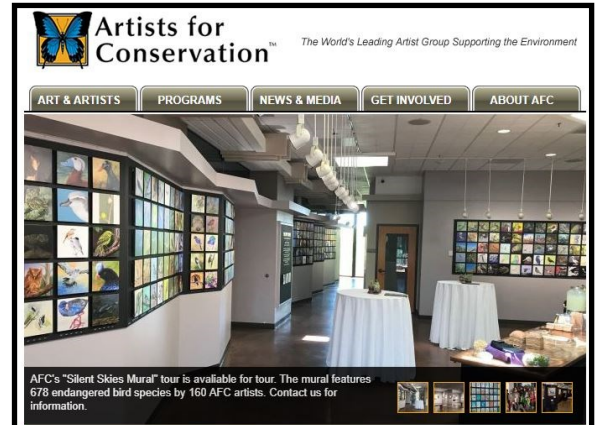 Artists for
Conservation™
The World's Leading Artist Group Supporting the Environment
ART & ARTISTS
PROGRAMS
NEWS & MEDIA
GET INVOLVED
ABOUT AFC
AFC's "Silent Skies Mural" tour is avaliable for tour. The mural features
678 endangered bird species by 160 AFC artists. Contact us for
information.